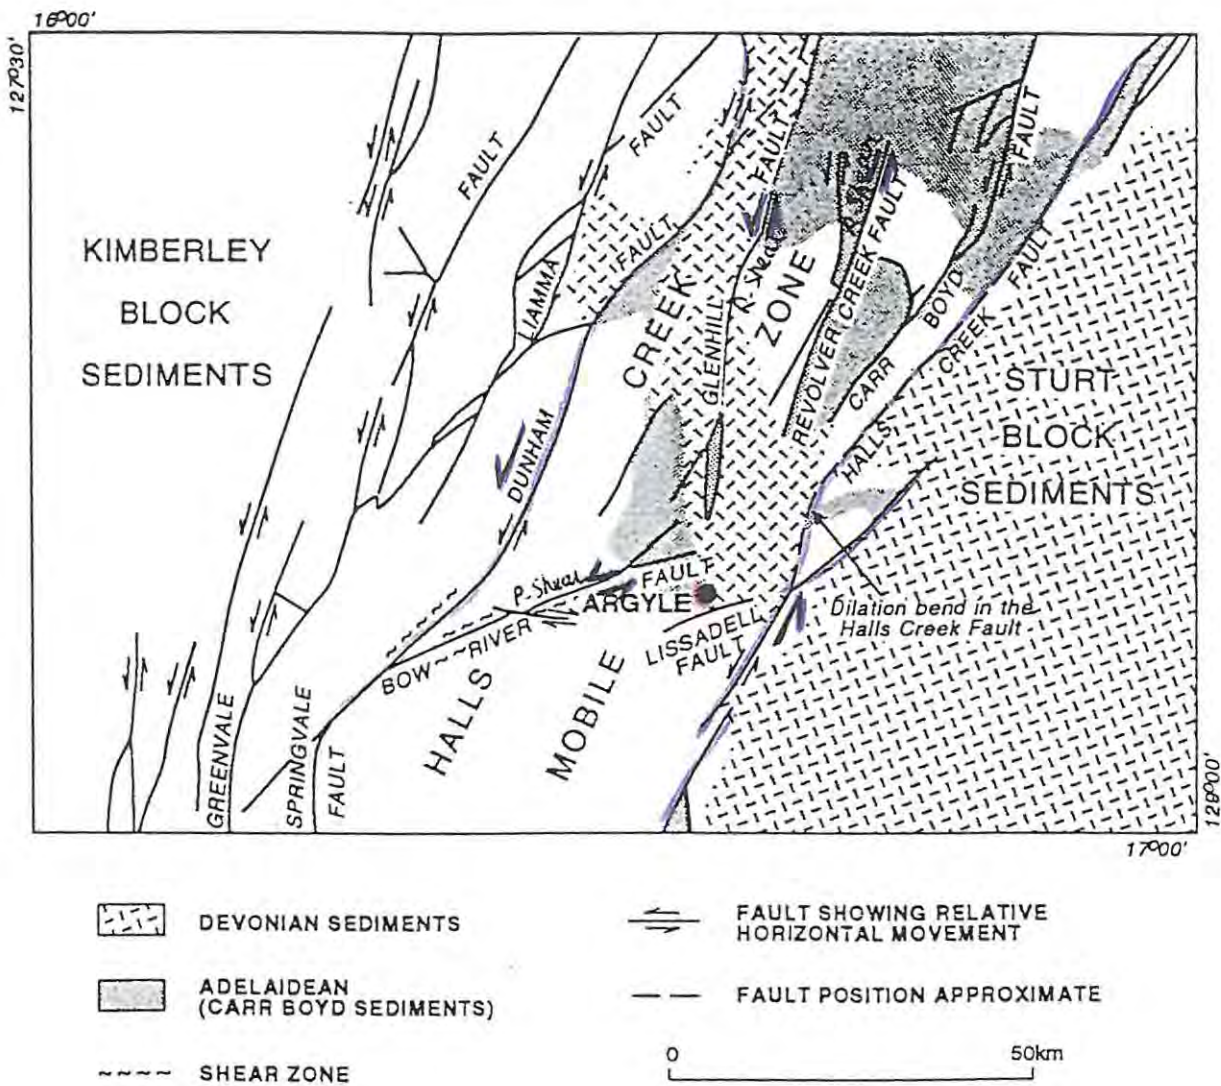 16°00'
127°30'
KIMBERLEY
BLOCK
SEDIMENTS
FAULT
FAULT
FAULT
LIAMMA
DUNHAM
FAULT
GLENHILL
R-Shear
R-Shear
REVOLVER CREEK FAULT
CARR BOYD
FAULT
HALLS CREEK FAULT
STURT
BLOCK
SEDIMENTS
HALLS CREEK
MOBILE ZONE
P-Shear
BOW RIVER FAULT
ARGYLE
LISSADELL
FAULT
Dilation bend in the
Halls Creek Fault
GREENVALE
SPRINGVALE
FAULT
129°00'
17°00'
DEVONIAN SEDIMENTS
ADELAIDEAN
(CARR BOYD SEDIMENTS)
SHEAR ZONE
FAULT SHOWING RELATIVE
HORIZONTAL MOVEMENT
FAULT POSITION APPROXIMATE
0 50km